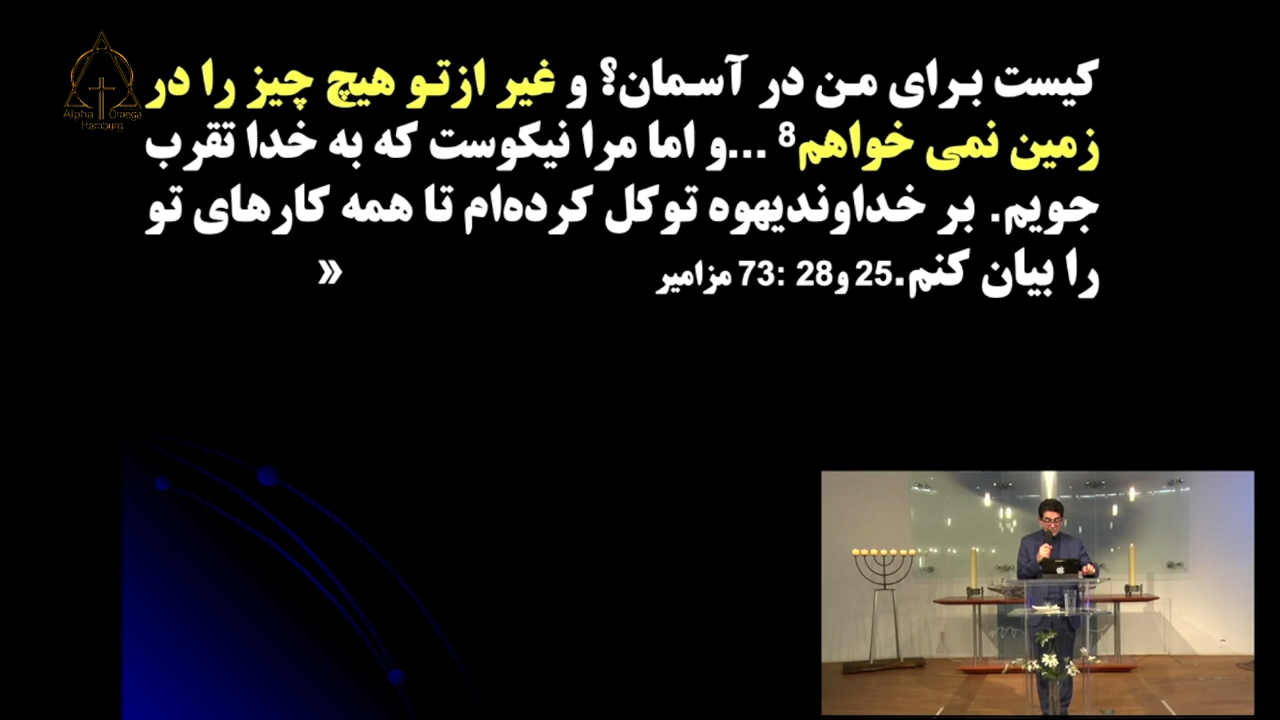 کیست برای من در آسمان؟ و غیر ازتو هیچ چیز را در
زمین نمی خواهم8 ...و اما مرا نیکوست که به خدا تقرب
جویم. بر خداوندیهوه توکل کرده‌ام تا همه کارهای تو
را بیان کنم.25 و28 :73 مزامیر »
Alpha Omega
Hamburg